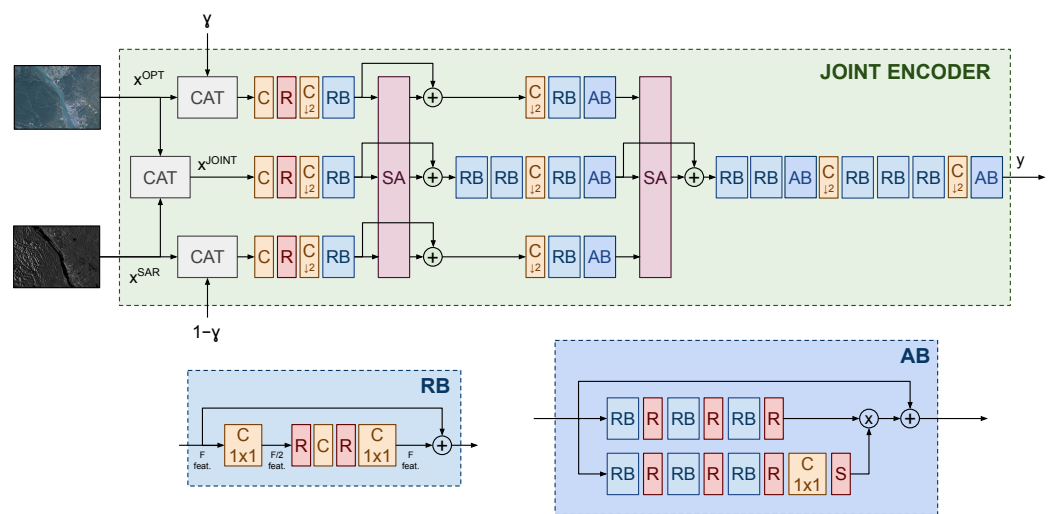 γ
JOINT ENCODER
x^OPT
CAT C R C ↓2 RB + C ↓2 RB AB
CAT x^JOINT C R C ↓2 RB SA + RB RB C ↓2 RB AB SA + RB RB AB C ↓2 RB RB RB C ↓2 AB y
x^SAR
CAT C R C ↓2 RB + C ↓2 RB AB
1-γ
RB
C 1x1 R C R C 1x1 +
F feat. F/2 feat. F feat.
AB
RB R RB R RB R x +
RB R RB R RB R C 1x1 S